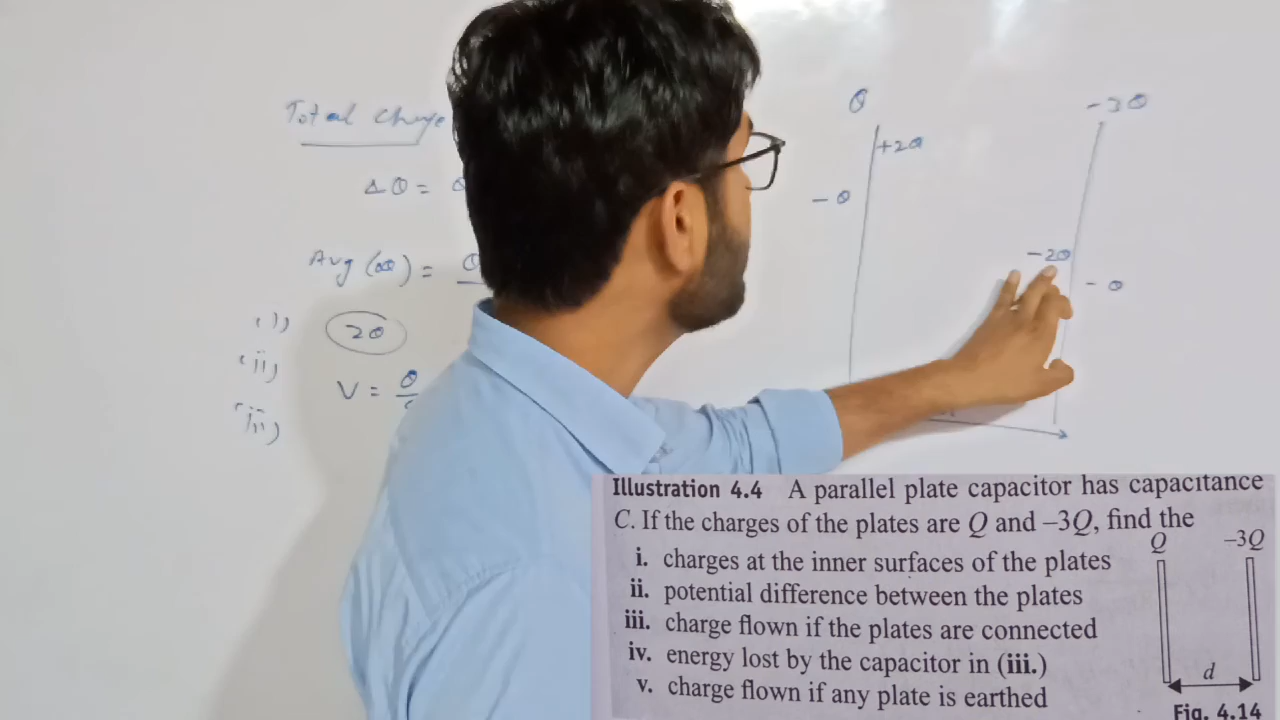 Total Charge
ΔQ =
Avg (ΔQ) = Q
i)
2Q
ii)
V = Q
iii)
Q
-3Q
+2Q
-Q
-2Q
-Q
Illustration 4.4 A parallel plate capacitor has capacitance
C. If the charges of the plates are Q and –3Q, find the
i. charges at the inner surfaces of the plates
ii. potential difference between the plates
iii. charge flown if the plates are connected
iv. energy lost by the capacitor in (iii.)
v. charge flown if any plate is earthed
Q
–3Q
d
Fig. 4.14